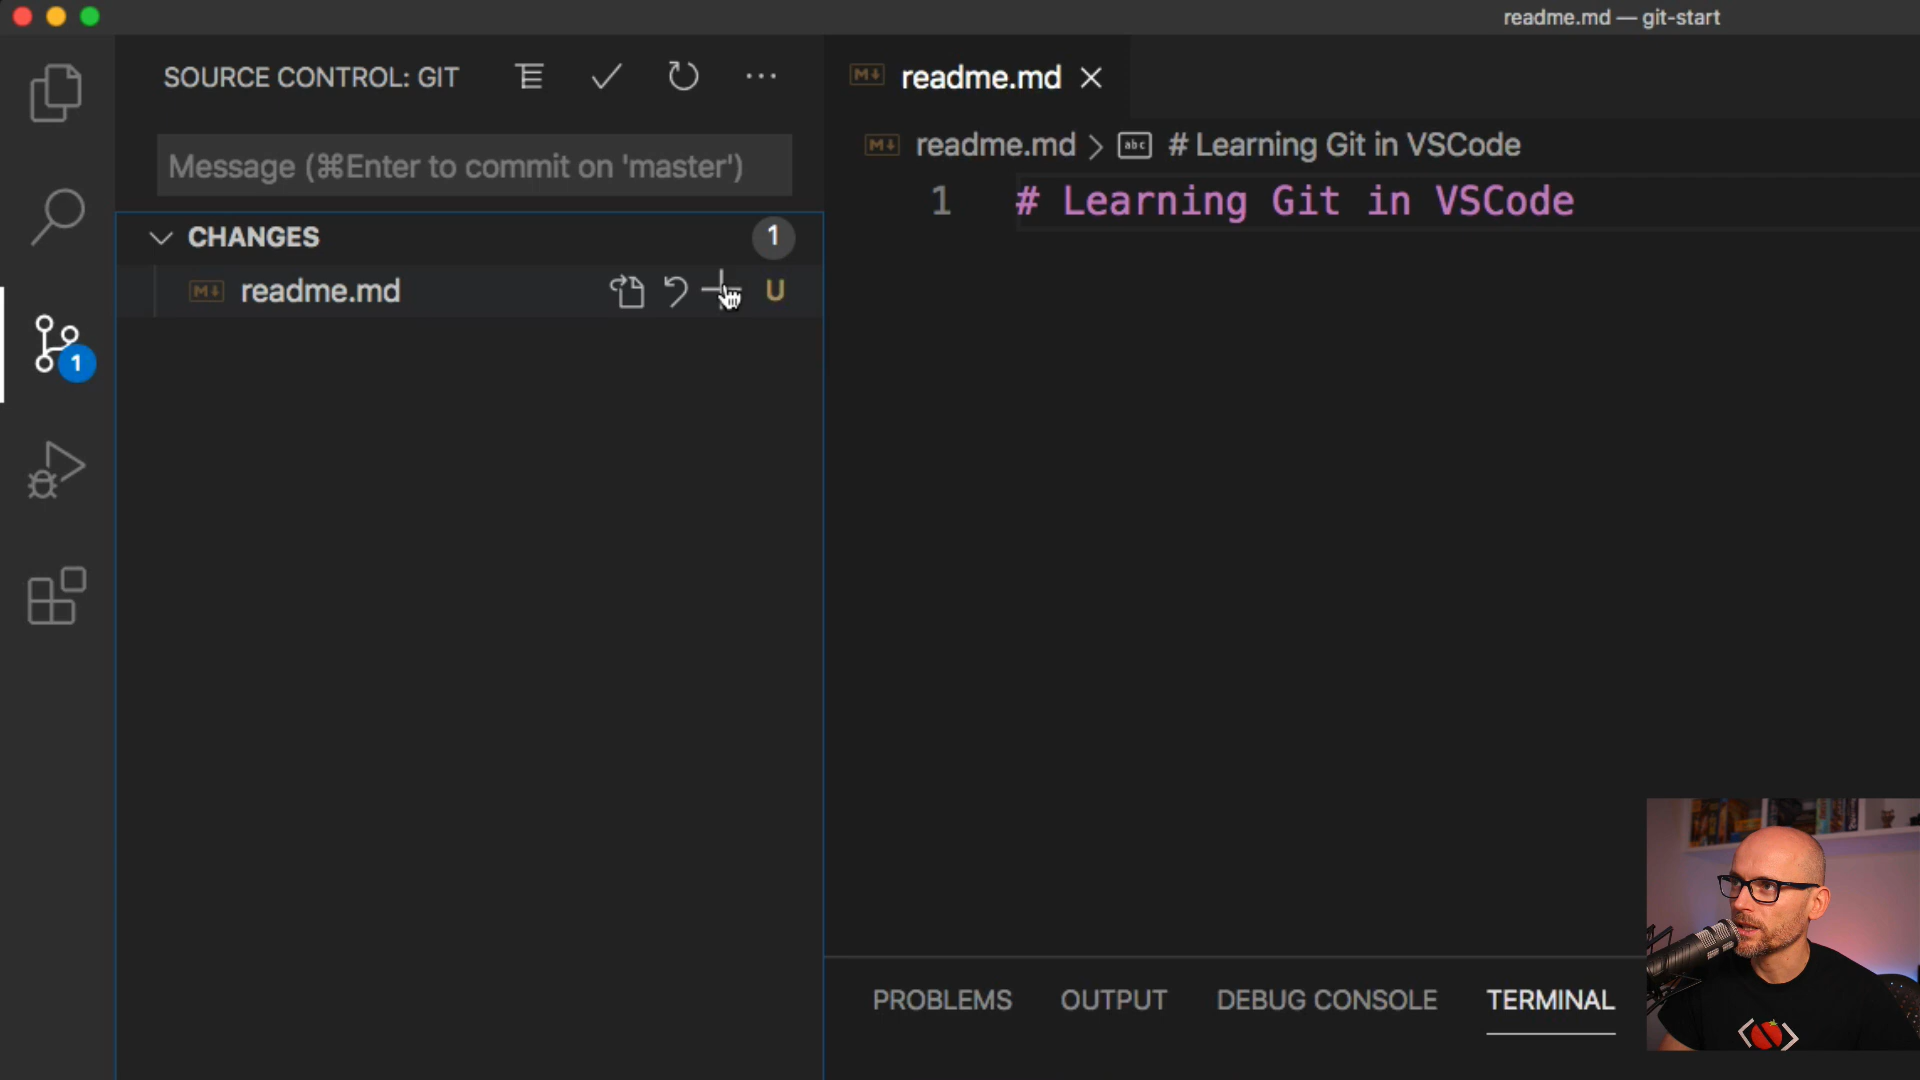 readme.md — git-start
SOURCE CONTROL: GIT
Message (⌘Enter to commit on 'master')
CHANGES 1
M↓ readme.md U
1
M↓ readme.md
M↓ readme.md > abc # Learning Git in VSCode
1 # Learning Git in VSCode
PROBLEMS OUTPUT DEBUG CONSOLE TERMINAL